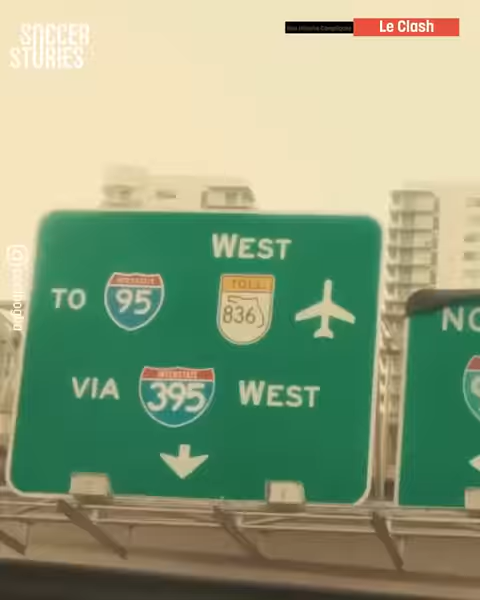 SOCCER
STORIES
Le Clash
WEST
TO
INTERSTATE
95
TOLL
836
VIA
INTERSTATE
395
WEST
NO